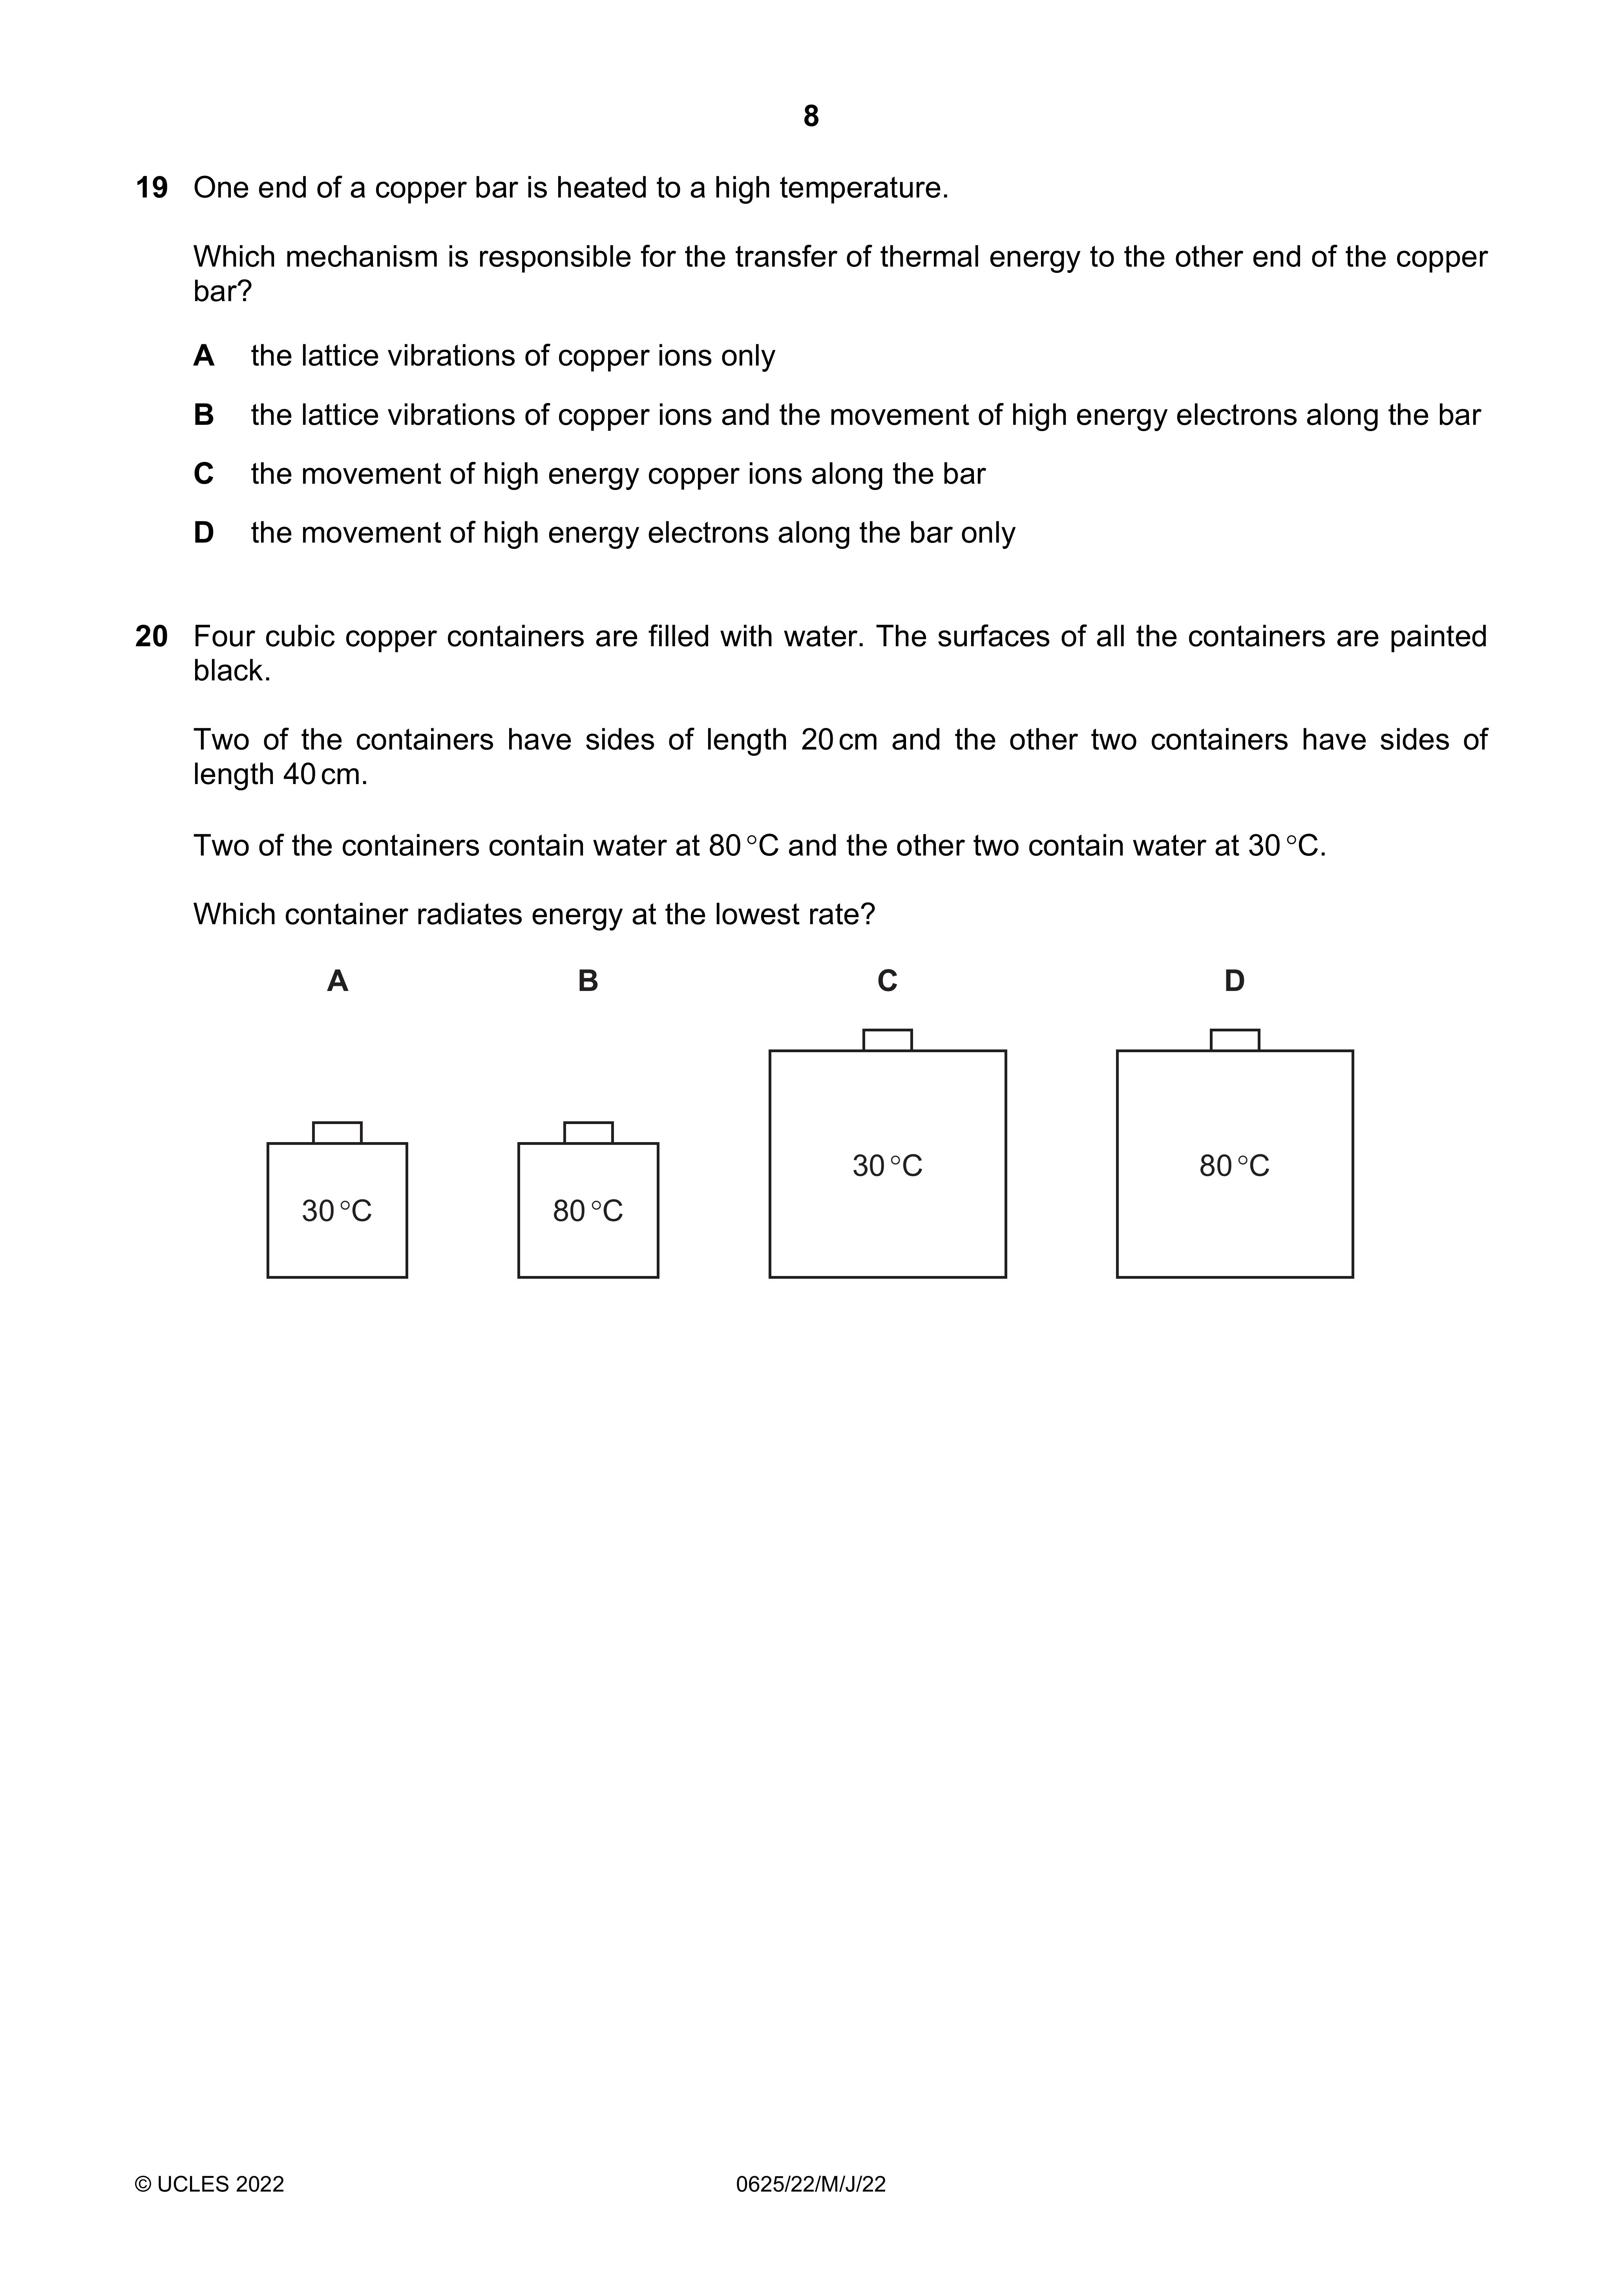 8
19 One end of a copper bar is heated to a high temperature.
Which mechanism is responsible for the transfer of thermal energy to the other end of the copper
bar?
A the lattice vibrations of copper ions only
B the lattice vibrations of copper ions and the movement of high energy electrons along the bar
C the movement of high energy copper ions along the bar
D the movement of high energy electrons along the bar only
20 Four cubic copper containers are filled with water. The surfaces of all the containers are painted
black.
Two of the containers have sides of length 20 cm and the other two containers have sides of
length 40 cm.
Two of the containers contain water at 80 °C and the other two contain water at 30 °C.
Which container radiates energy at the lowest rate?
A B C D
30 °C 80 °C 30 °C 80 °C
© UCLES 2022 0625/22/M/J/22